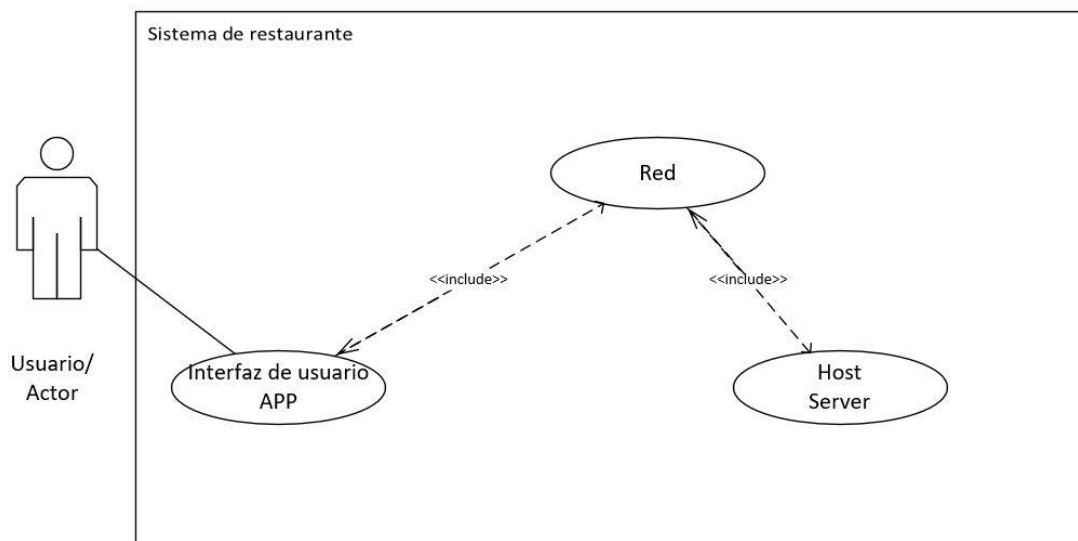 Sistema de restaurante
Red
<<include>>
<<include>>
Usuario/
Actor
Interfaz de usuario
APP
Host
Server